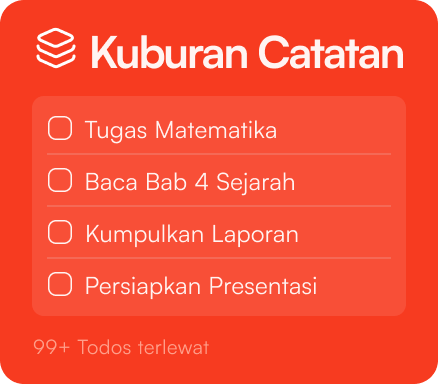 Kuburan Catatan
Tugas Matematika
Baca Bab 4 Sejarah
Kumpulkan Laporan
Persiapkan Presentasi
99+ Todos terlewat